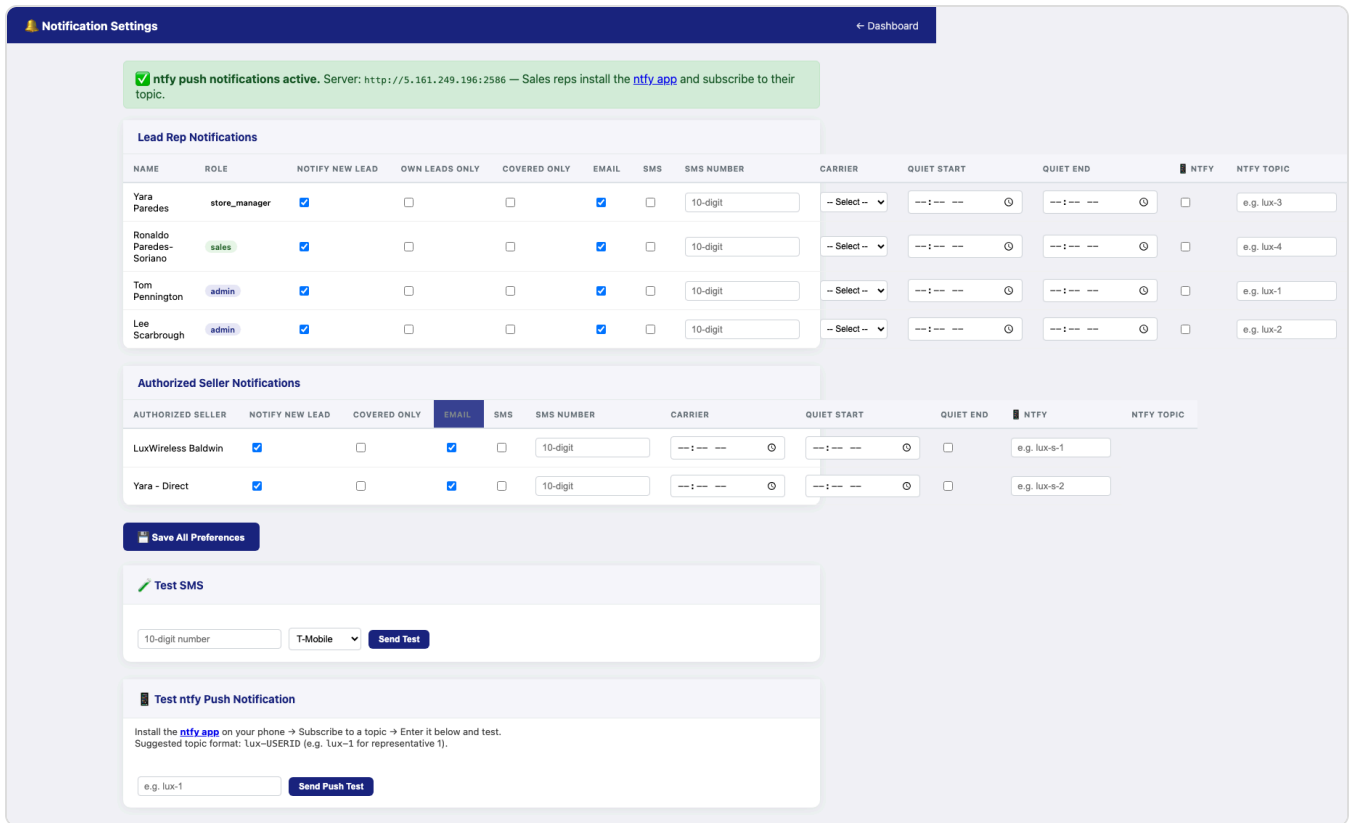 🔔 Notification Settings
← Dashboard
✅ ntfy push notifications active. Server: http://5.161.249.196:2586 — Sales reps install the ntfy app and subscribe to their
topic.
Lead Rep Notifications
NAME ROLE NOTIFY NEW LEAD OWN LEADS ONLY COVERED ONLY EMAIL SMS SMS NUMBER CARRIER QUIET START QUIET END 📱 NTFY NTFY TOPIC
Yara
Paredes
store_manager 10-digit -- Select -- --:-- -- --:-- -- e.g. lux-3
Ronaldo
Paredes-
Soriano
sales 10-digit -- Select -- --:-- -- --:-- -- e.g. lux-4
Tom
Pennington
admin 10-digit -- Select -- --:-- -- --:-- -- e.g. lux-1
Lee
Scarbrough
admin 10-digit -- Select -- --:-- -- --:-- -- e.g. lux-2
Authorized Seller Notifications
AUTHORIZED SELLER NOTIFY NEW LEAD COVERED ONLY EMAIL SMS SMS NUMBER CARRIER QUIET START QUIET END 📱 NTFY NTFY TOPIC
LuxWireless Baldwin 10-digit --:-- -- --:-- -- e.g. lux-s-1
Yara - Direct 10-digit --:-- -- --:-- -- e.g. lux-s-2
💾 Save All Preferences
🧪 Test SMS
10-digit number T-Mobile Send Test
📱 Test ntfy Push Notification
Install the ntfy app on your phone → Subscribe to a topic → Enter it below and test.
Suggested topic format: lux-USERID (e.g. lux-1 for representative 1).
e.g. lux-1 Send Push Test